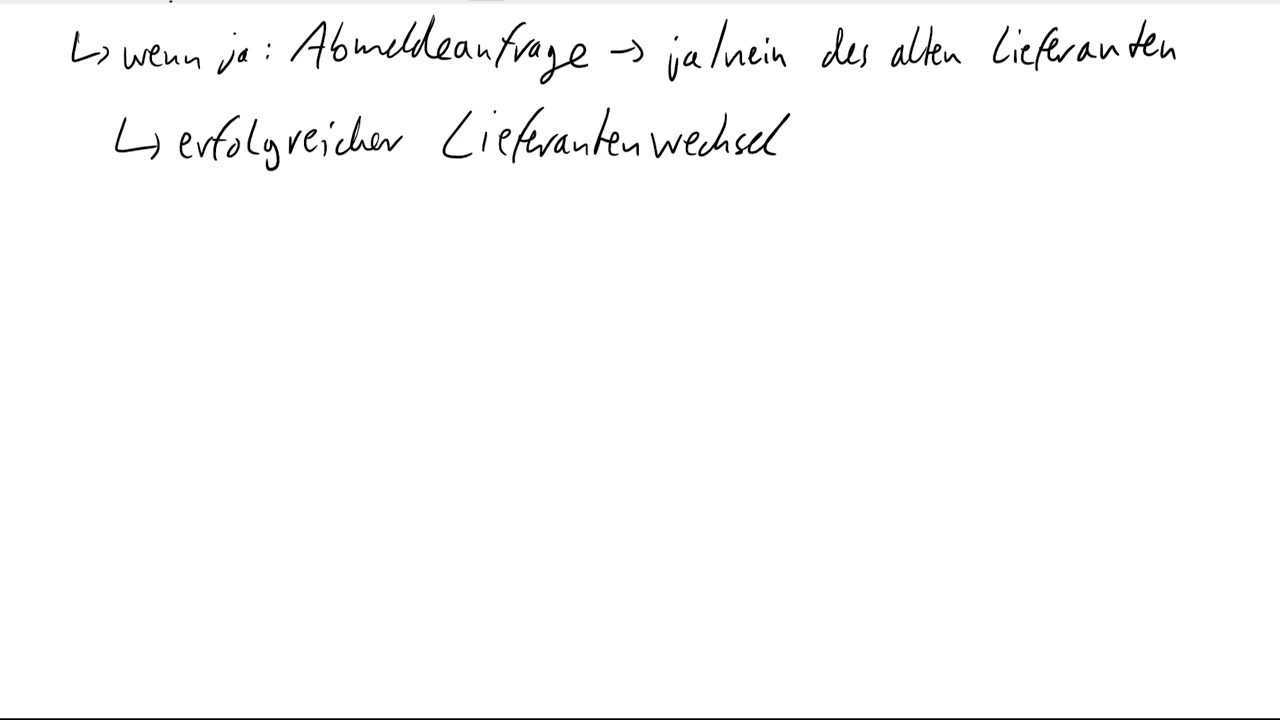 ↳ wenn ja: Abmeldeanfrage → ja/nein des alten Lieferanten
↳ erfolgreicher Lieferantenwechsel